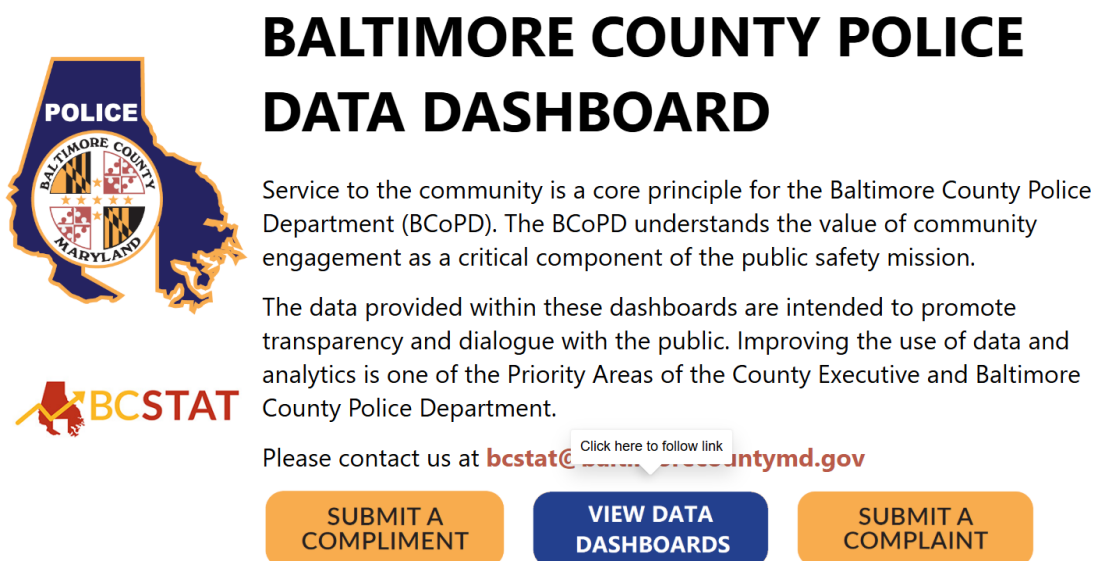 BALTIMORE COUNTY POLICE
DATA DASHBOARD
POLICE
BALTIMORE COUNTY
MARYLAND
Service to the community is a core principle for the Baltimore County Police
Department (BCoPD). The BCoPD understands the value of community
engagement as a critical component of the public safety mission.
The data provided within these dashboards are intended to promote
transparency and dialogue with the public. Improving the use of data and
analytics is one of the Priority Areas of the County Executive and Baltimore
County Police Department.
BCSTAT
Click here to follow link
Please contact us at bcstat@
SUBMIT A
COMPLIMENT
VIEW DATA
DASHBOARDS
SUBMIT A
COMPLAINT